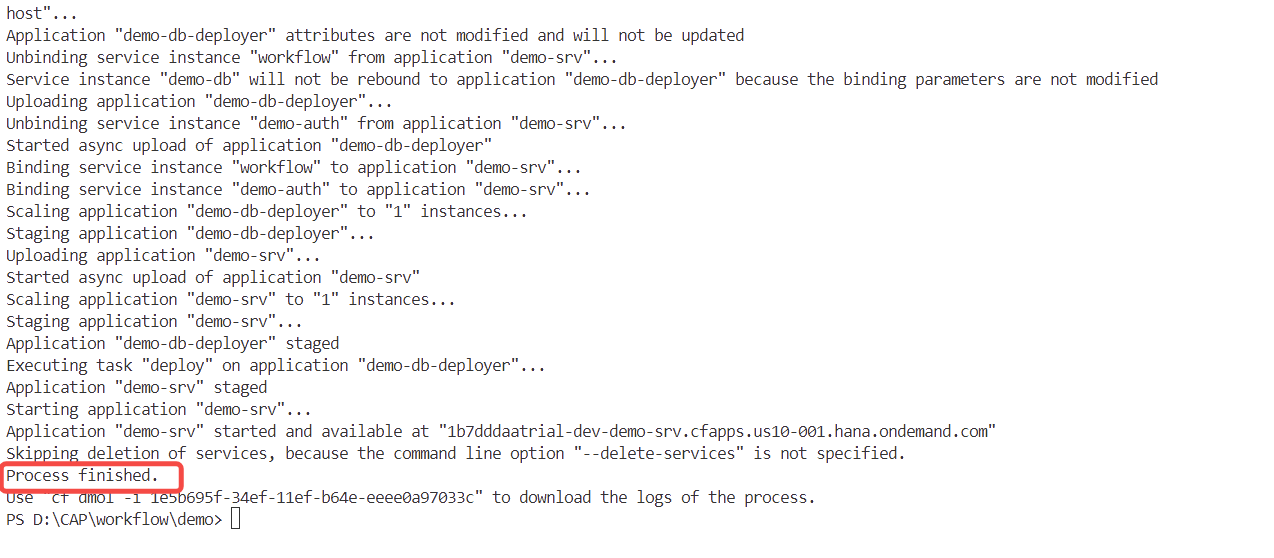 host"...
Application "demo-db-deployer" attributes are not modified and will not be updated
Unbinding service instance "workflow" from application "demo-srv"...
Service instance "demo-db" will not be rebound to application "demo-db-deployer" because the binding parameters are not modified
Uploading application "demo-db-deployer"...
Unbinding service instance "demo-auth" from application "demo-srv"...
Started async upload of application "demo-db-deployer"
Binding service instance "workflow" to application "demo-srv"...
Binding service instance "demo-auth" to application "demo-srv"...
Scaling application "demo-db-deployer" to "1" instances...
Staging application "demo-db-deployer"...
Uploading application "demo-srv"...
Started async upload of application "demo-srv"
Scaling application "demo-srv" to "1" instances...
Staging application "demo-srv"...
Application "demo-db-deployer" staged
Executing task "deploy" on application "demo-db-deployer"...
Application "demo-srv" staged
Starting application "demo-srv"...
Application "demo-srv" started and available at "1b7dddaatrial-dev-demo-srv.cfapps.us10-001.hana.ondemand.com"
Skipping deletion of services, because the command line option "--delete-services" is not specified.
Process finished.
Use "cf dmol -i 1e5b695f-34ef-11ef-b64e-eeee0a97033c" to download the logs of the process.
PS D:\CAP\workflow\demo>